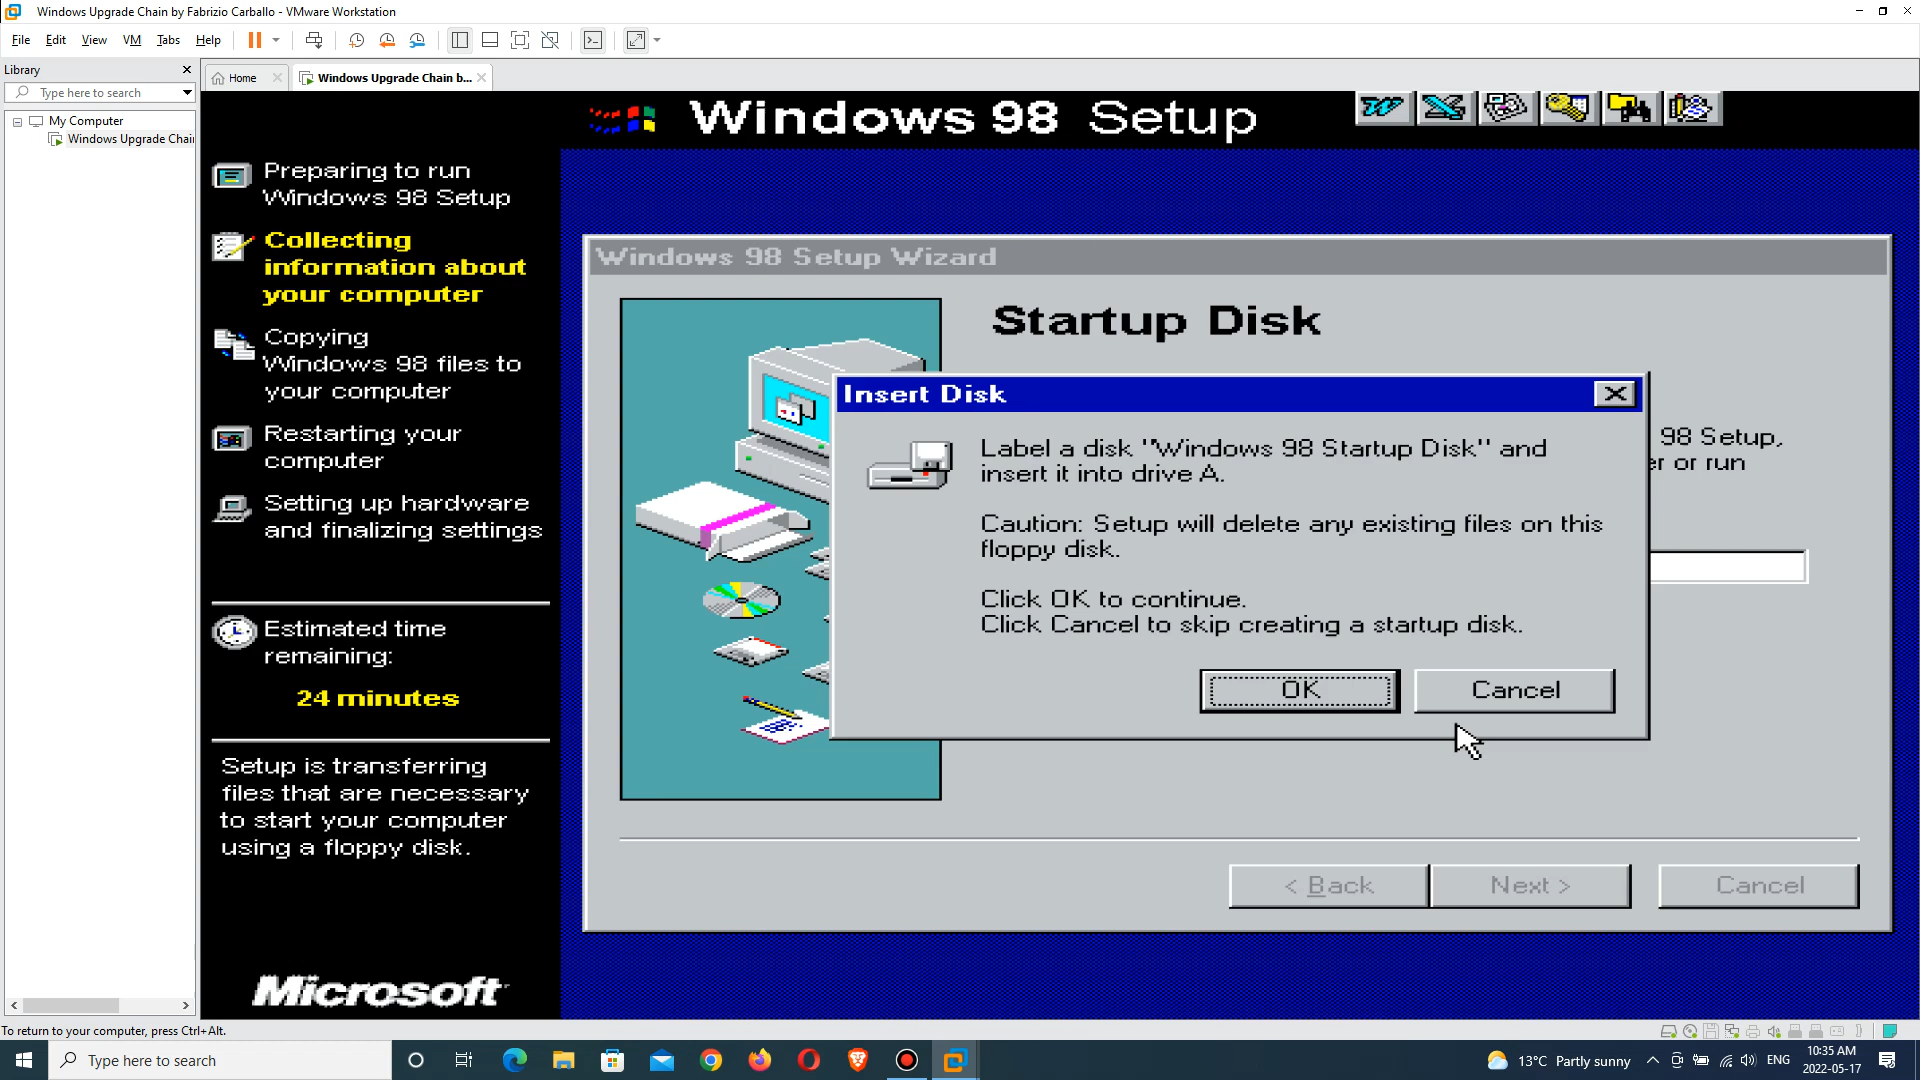 Windows Upgrade Chain by Fabrizio Carballo - VMware Workstation
File Edit View VM Tabs Help
Library
Type here to search
My Computer
Windows Upgrade Chai
Home
Windows Upgrade Chain b...
Windows 98 Setup
Preparing to run
Windows 98 Setup
Collecting
information about
your computer
Copying
Windows 98 files to
your computer
Restarting your
computer
Setting up hardware
and finalizing settings
Estimated time
remaining:
24 minutes
Setup is transferring
files that are necessary
to start your computer
using a floppy disk.
Microsoft
Windows 98 Setup Wizard
Startup Disk
98 Setup,
or run
Insert Disk
Label a disk "Windows 98 Startup Disk" and
insert it into drive A.
Caution: Setup will delete any existing files on this
floppy disk.
Click OK to continue.
Click Cancel to skip creating a startup disk.
OK
Cancel
< Back
Next >
Cancel
To return to your computer, press Ctrl+Alt.
Type here to search
13°C Partly sunny
ENG
10:35 AM
2022-05-17